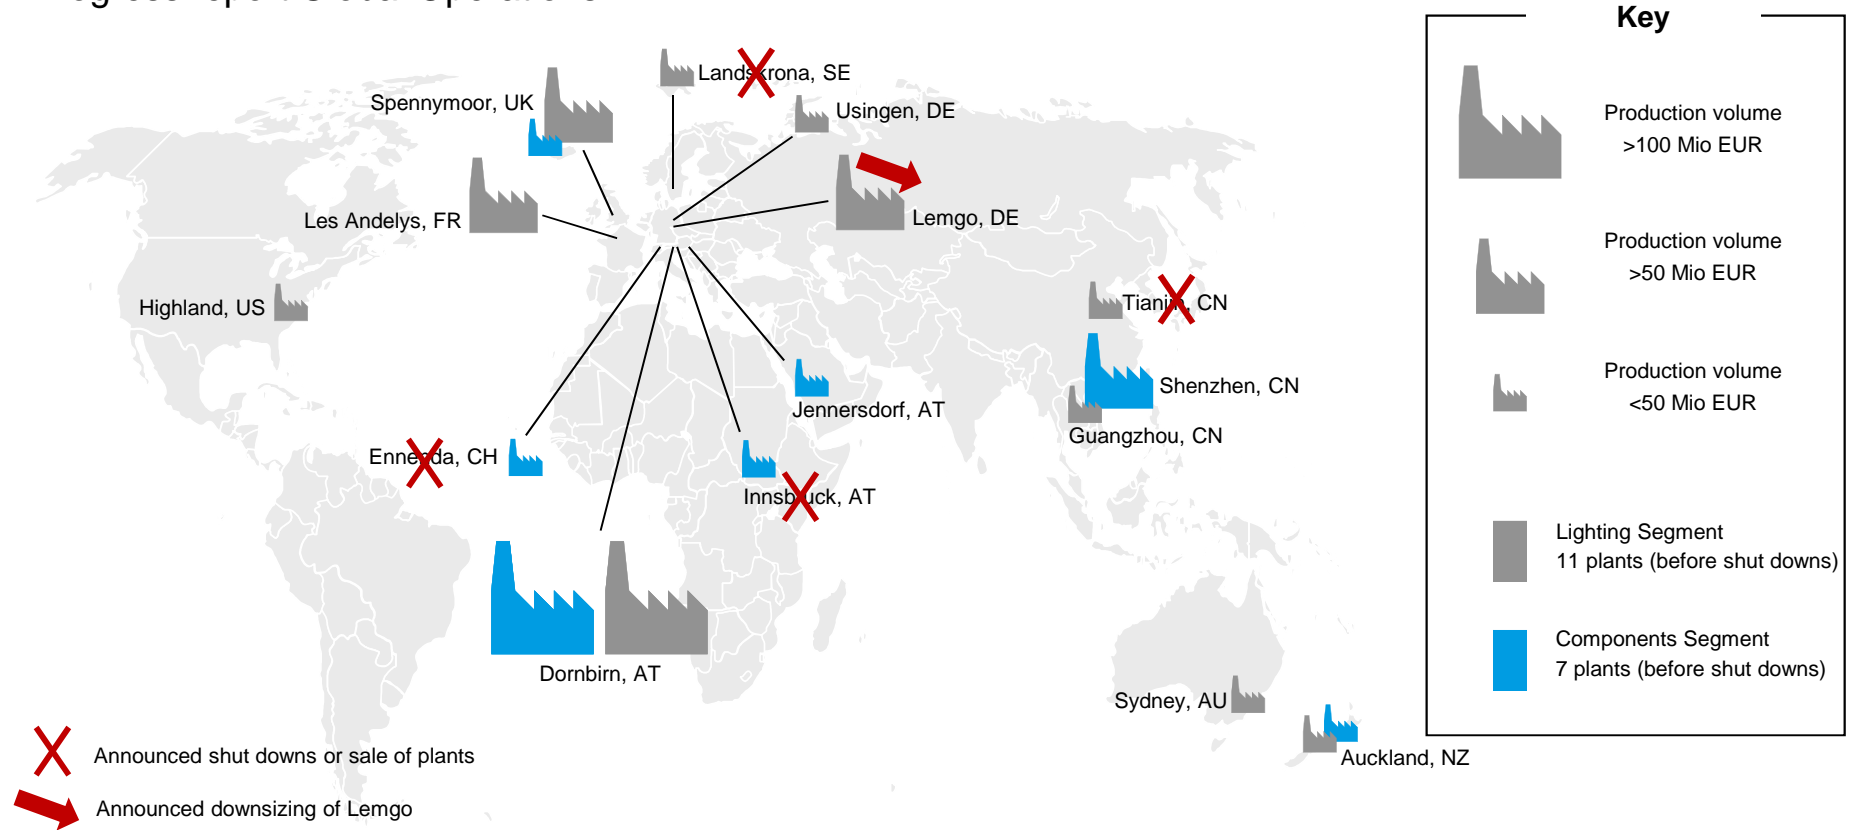 Key
Landskrona, SE
Spennymoor, UK
Usingen, DE
Production volume
>100 Mio EUR
Les Andelys, FR
Lemgo, DE
Production volume
>50 Mio EUR
Highland, US
Tianjin, CN
Shenzhen, CN
Production volume
<50 Mio EUR
Jennersdorf, AT
Guangzhou, CN
Ennenda, CH
Innsbruck, AT
Lighting Segment
11 plants (before shut downs)
Dornbirn, AT
Components Segment
7 plants (before shut downs)
Sydney, AU
Auckland, NZ
Announced shut downs or sale of plants
Announced downsizing of Lemgo